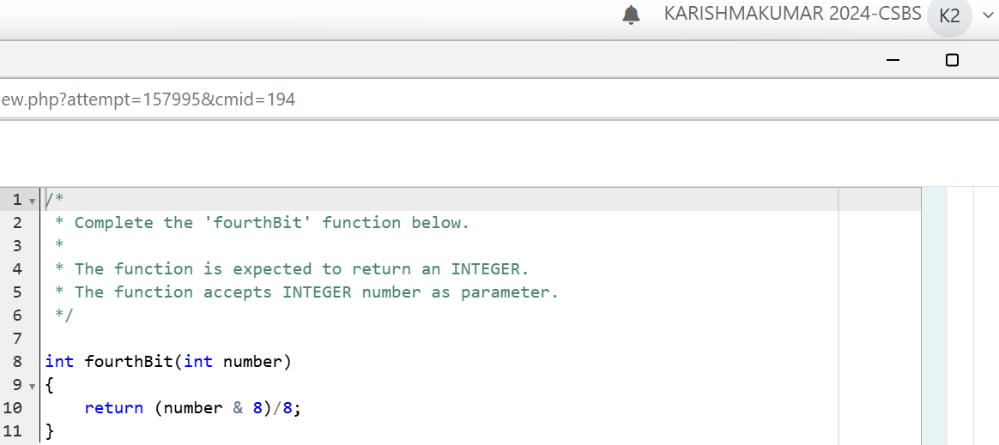 KARISHMAKUMAR 2024-CSBS K2
ew.php?attempt=157995&cmid=194
1 /*
2  * Complete the 'fourthBit' function below.
3  *
4  * The function is expected to return an INTEGER.
5  * The function accepts INTEGER number as parameter.
6  */
7
8 int fourthBit(int number)
9 {
10     return (number & 8)/8;
11 }